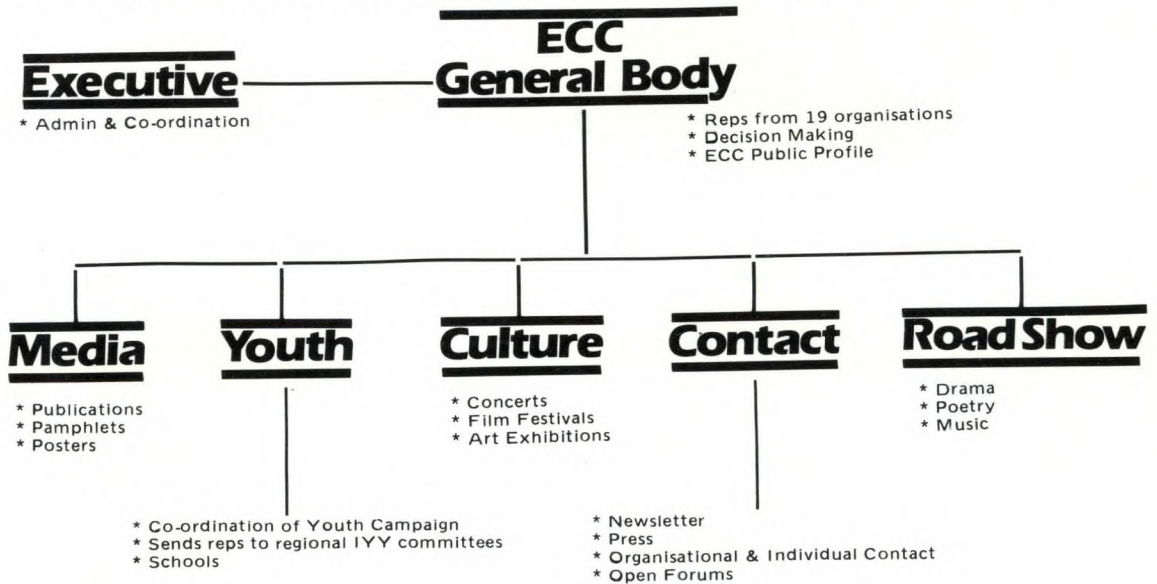 ECC
General Body
Executive
* Admin & Co-ordination
* Reps from 19 organisations
* Decision Making
* ECC Public Profile
Media
* Publications
* Pamphlets
* Posters
Youth
* Co-ordination of Youth Campaign
* Sends reps to regional IYY committees
* Schools
Culture
* Concerts
* Film Festivals
* Art Exhibitions
Contact
* Newsletter
* Press
* Organisational & Individual Contact
* Open Forums
Road Show
* Drama
* Poetry
* Music